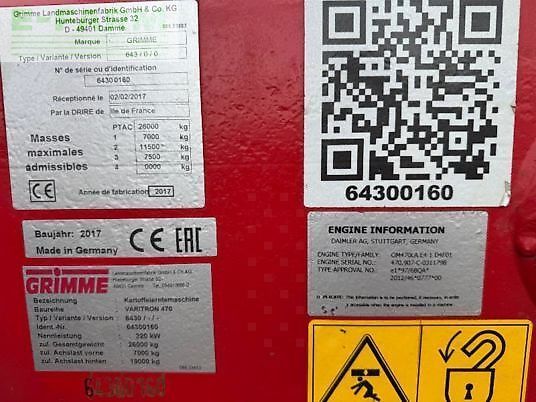 Grimme Landmaschinenfabrik GmbH & Co. KG
Hunteburger Strasse 32
D - 49401 Damme
Marque GRIMME
Type / Variante / Version 643 / 0 / 0
N° de série ou d'identification
64300160
Réceptionné le 02/02/2017
Par la DRIRE de Ile de France
PTAC 26000 kg
Masses 1 7000 kg
maximales 2 11500 kg
3 7500 kg
admissibles 4 0000 kg
CE Année de fabrication 2017
64300160
Baujahr: 2017
Made in Germany CE EAC
GRIMME
Bezeichnung Kartoffelerntemaschine
Baureihe VARITRON 470
Typ / Variante / Version 6430 / - / -
Ident.-Nr. 64300160
Nennleistung 320 kW
zul. Gesamtgewicht 26000 kg
zul. Achslast vorne 7000 kg
zul. Achslast hinten 19000 kg
64300160
ENGINE INFORMATION
DAIMLER AG, STUTTGART, GERMANY
ENGINE TYPE/FAMILY:
ENGINE SERIAL NO.:
TYPE APPROVAL NO.: